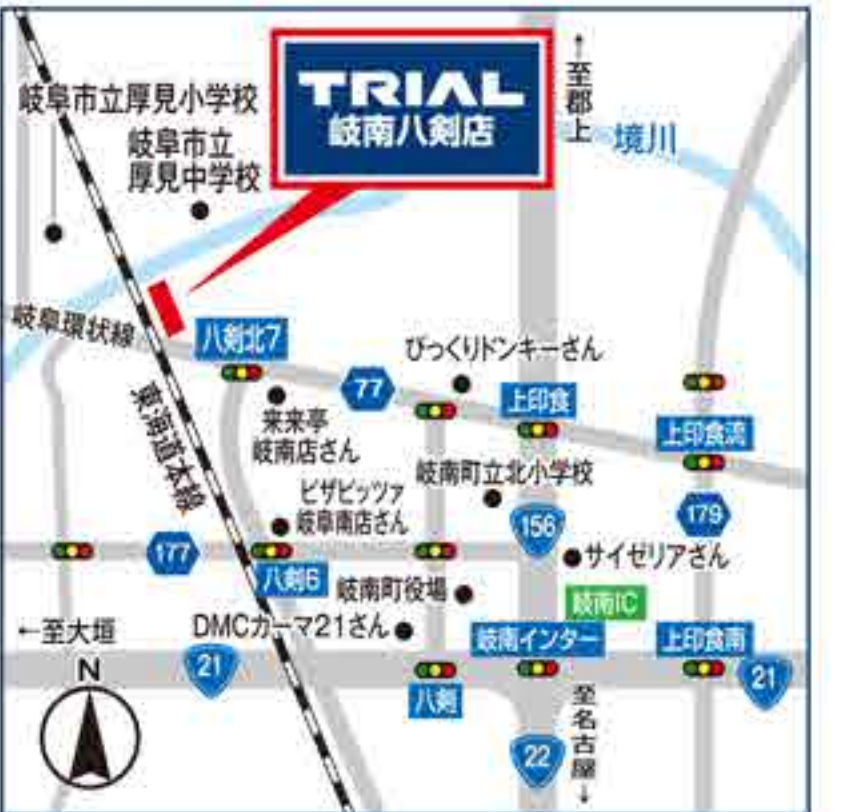 TRIAL
岐南八剣店
↑至郡上
境川
岐阜市立厚見小学校
岐阜市立
厚見中学校
岐阜環状線
八剣北7
びっくりドンキーさん
77
上印食
来来亭
岐南店さん
上印食流
東海道本線
岐南町立北小学校
ピザピッツァ
岐阜南店さん
156
179
177
サイゼリアさん
八剣6
岐南町役場
岐南IC
←至大垣
DMCカーマ21さん
岐南インター
上印食南
N
21
21
八剣
22
至名古屋↓